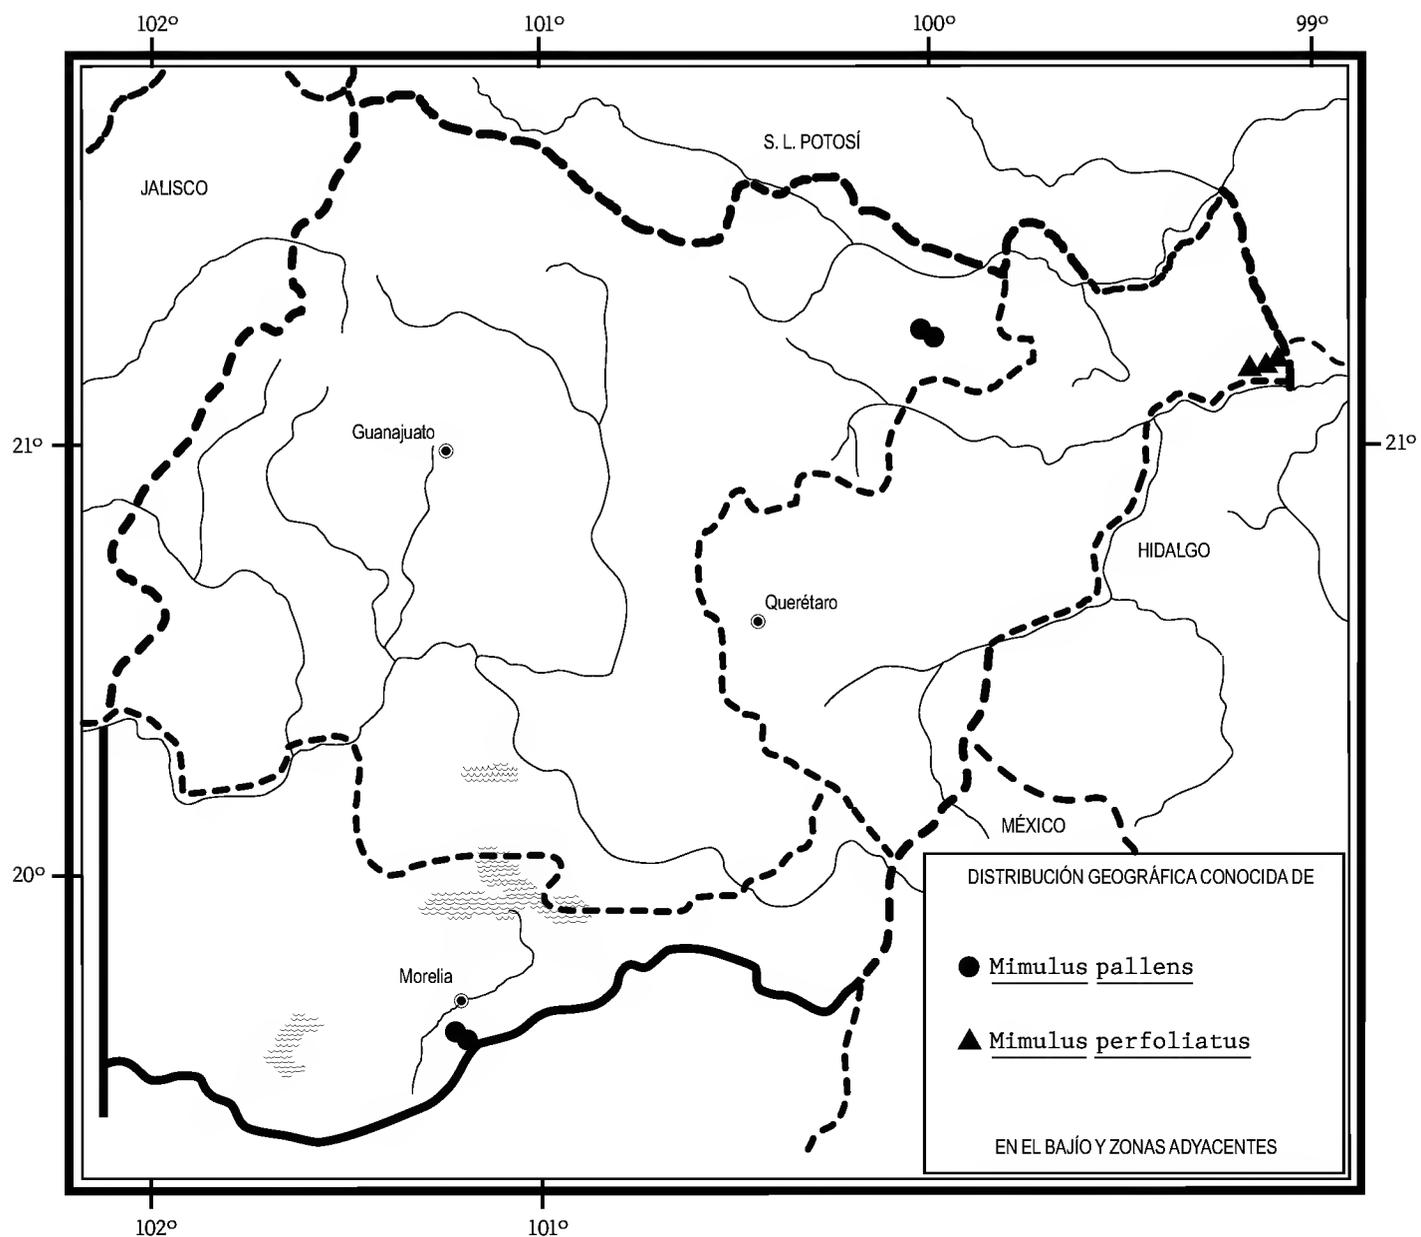 102º 101º 100º 99º
S. L. POTOSÍ
JALISCO
Guanajuato
21º 21º
HIDALGO
Querétaro
MÉXICO
20º
DISTRIBUCIÓN GEOGRÁFICA CONOCIDA DE
Mimulus pallens
Morelia
Mimulus perfoliatus
EN EL BAJÍO Y ZONAS ADYACENTES
102º 101º